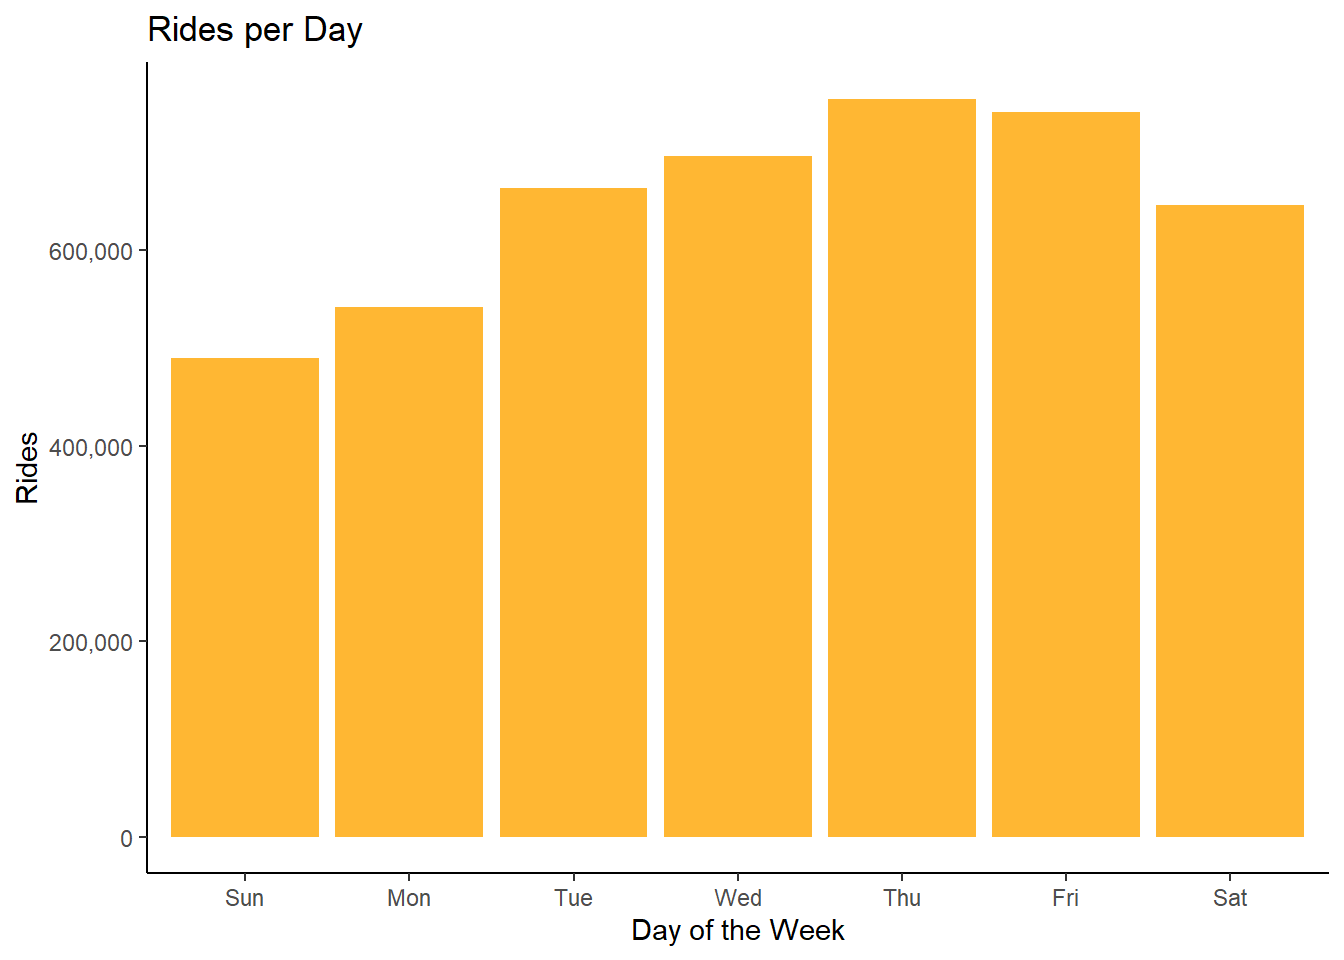 Rides per Day
Rides
600,000
400,000
200,000
0
Sun Mon Tue Wed Thu Fri Sat
Day of the Week